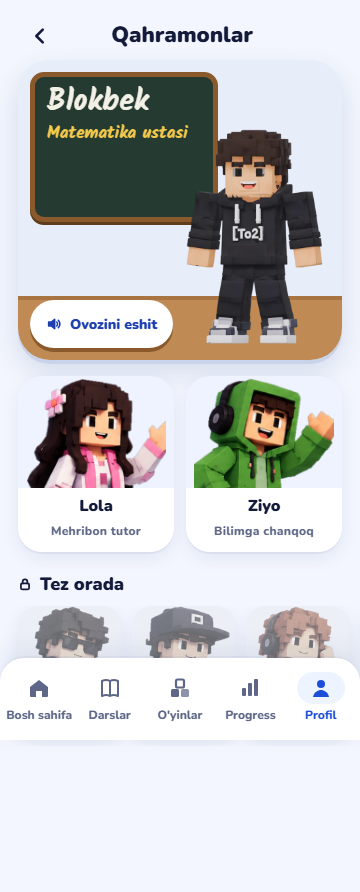 Qahramonlar
Blokbek
Matematika ustasi
[To2]
Ovozini eshit
Lola
Mehribon tutor
Ziyo
Bilimga chanqoq
Tez orada
Bosh sahifa
Darslar
O'yinlar
Progress
Profil